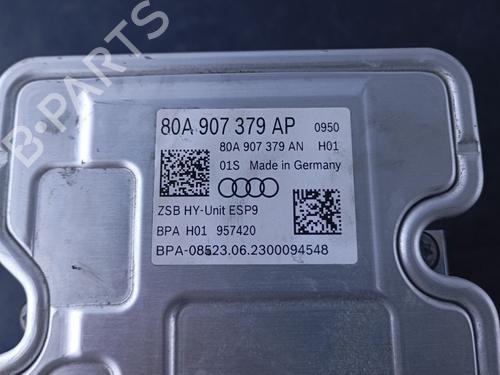 B-PARTS
80A 907 379 AP 0950
80A 907 379 AN H01
01S Made in Germany
ZSB HY-Unit ESP9
BPA H01 957420
BPA-08523.06.2300094548